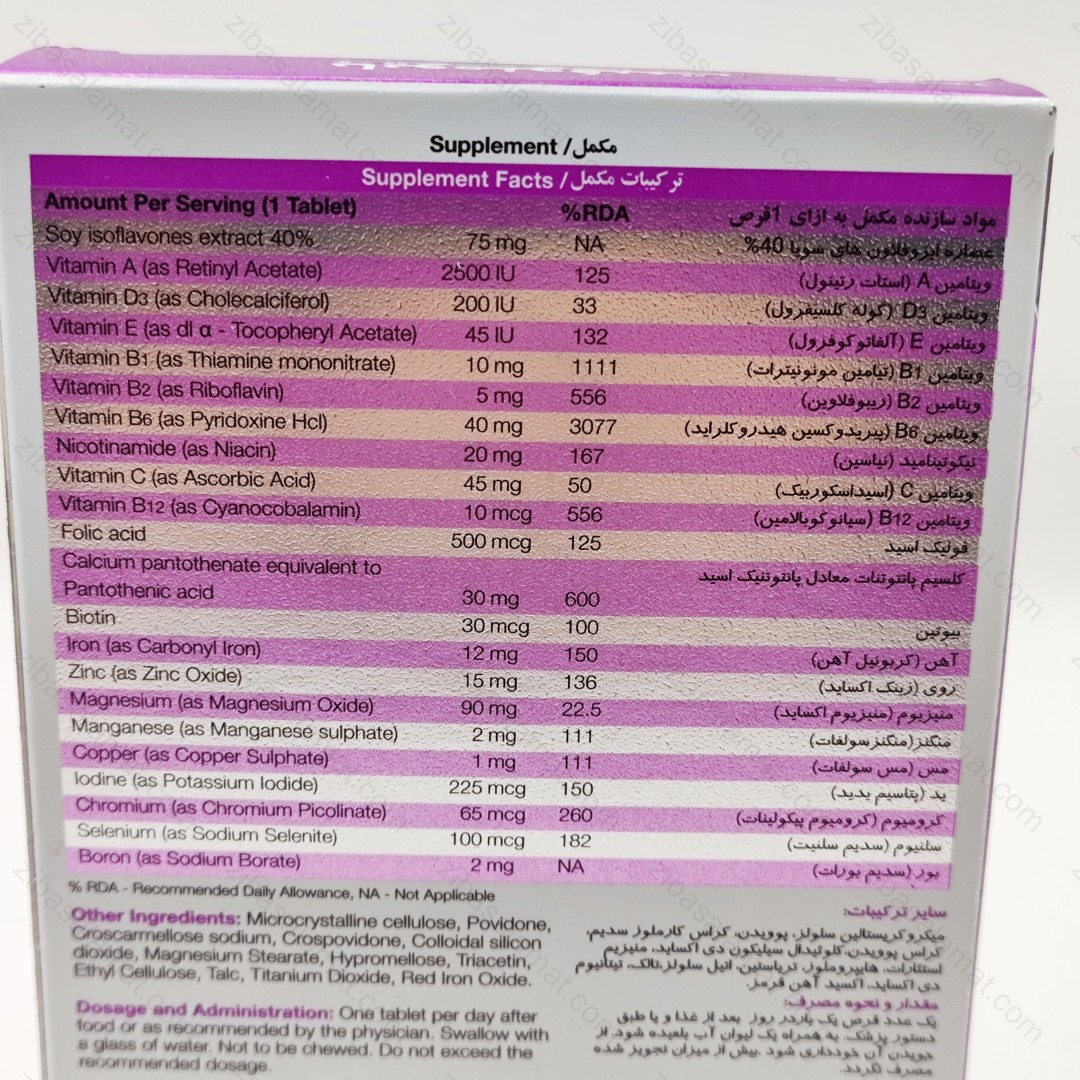 Supplement / مکمل
Supplement Facts / ترکیبات مکمل
Amount Per Serving (1 Tablet) %RDA مواد سازنده مکمل به ازای 1قرص
Soy isoflavones extract 40% 75 mg NA عصاره ایزوفلاون های سویا 40%
Vitamin A (as Retinyl Acetate) 2500 IU 125 ویتامین A (استات رتینول)
Vitamin D3 (as Cholecalciferol) 200 IU 33 ویتامین D3 (کوله کلسیفرول)
Vitamin E (as dl α - Tocopheryl Acetate) 45 IU 132 ویتامین E (آلفاتوکوفرول)
Vitamin B1 (as Thiamine mononitrate) 10 mg 1111 ویتامین B1 (تیامین مونونیترات)
Vitamin B2 (as Riboflavin) 5 mg 556 ویتامین B2 (ریبوفلاوین)
Vitamin B6 (as Pyridoxine Hcl) 40 mg 3077 ویتامین B6 (پیریدوکسین هیدروکلراید)
Nicotinamide (as Niacin) 20 mg 167 نیکوتینامید (نیاسین)
Vitamin C (as Ascorbic Acid) 45 mg 50 ویتامین C (اسیداسکوربیک)
Vitamin B12 (as Cyanocobalamin) 10 mcg 556 ویتامین B12 (سیانوکوبالامین)
Folic acid 500 mcg 125 فولیک اسید
Calcium pantothenate equivalent to کلسیم پانتوتنات معادل پانتوتنیک اسید
Pantothenic acid 30 mg 600
Biotin 30 mcg 100 بیوتین
Iron (as Carbonyl Iron) 12 mg 150 آهن (کربونیل آهن)
Zinc (as Zinc Oxide) 15 mg 136 روی (زینک اکساید)
Magnesium (as Magnesium Oxide) 90 mg 22.5 منیزیوم (منیزیوم اکساید)
Manganese (as Manganese sulphate) 2 mg 111 منگنز (منگنز سولفات)
Copper (as Copper Sulphate) 1 mg 111 مس (مس سولفات)
Iodine (as Potassium Iodide) 225 mcg 150 ید (پتاسیم یدید)
Chromium (as Chromium Picolinate) 65 mcg 260 کرومیوم (کرومیوم پیکولینات)
Selenium (as Sodium Selenite) 100 mcg 182 سلنیوم (سدیم سلنیت)
Boron (as Sodium Borate) 2 mg NA بور (سدیم بورات)
% RDA - Recommended Daily Allowance, NA - Not Applicable
Other Ingredients: Microcrystalline cellulose, Povidone,
Croscarmellose sodium, Crospovidone, Colloidal silicon
dioxide, Magnesium Stearate, Hypromellose, Triacetin,
Ethyl Cellulose, Talc, Titanium Dioxide, Red Iron Oxide.
سایر ترکیبات:
میکروکریستالین سلولز، پوویدن، کراس کارملوز سدیم،
کراس پوویدن، کلوئیدال سیلیکون دی اکساید، منیزیم
استئارات، هایپروملوز، تریاستین، اتیل سلولز،تالک، تیتانیوم
دی اکساید، اکسید آهن قرمز.
Dosage and Administration: One tablet per day after
food or as recommended by the physician. Swallow with
a glass of water. Not to be chewed. Do not exceed the
recommended dosage.
مقدار و نحوه مصرف:
یک عدد قرص یک باردر روز بعد از غذا و یا طبق
دستور پزشک، به همراه یک لیوان آب بلعیده شود. از
جویدن آن خودداری شود .بیش از میزان تجویز شده
مصرف نگردد.
zibasalamat.com